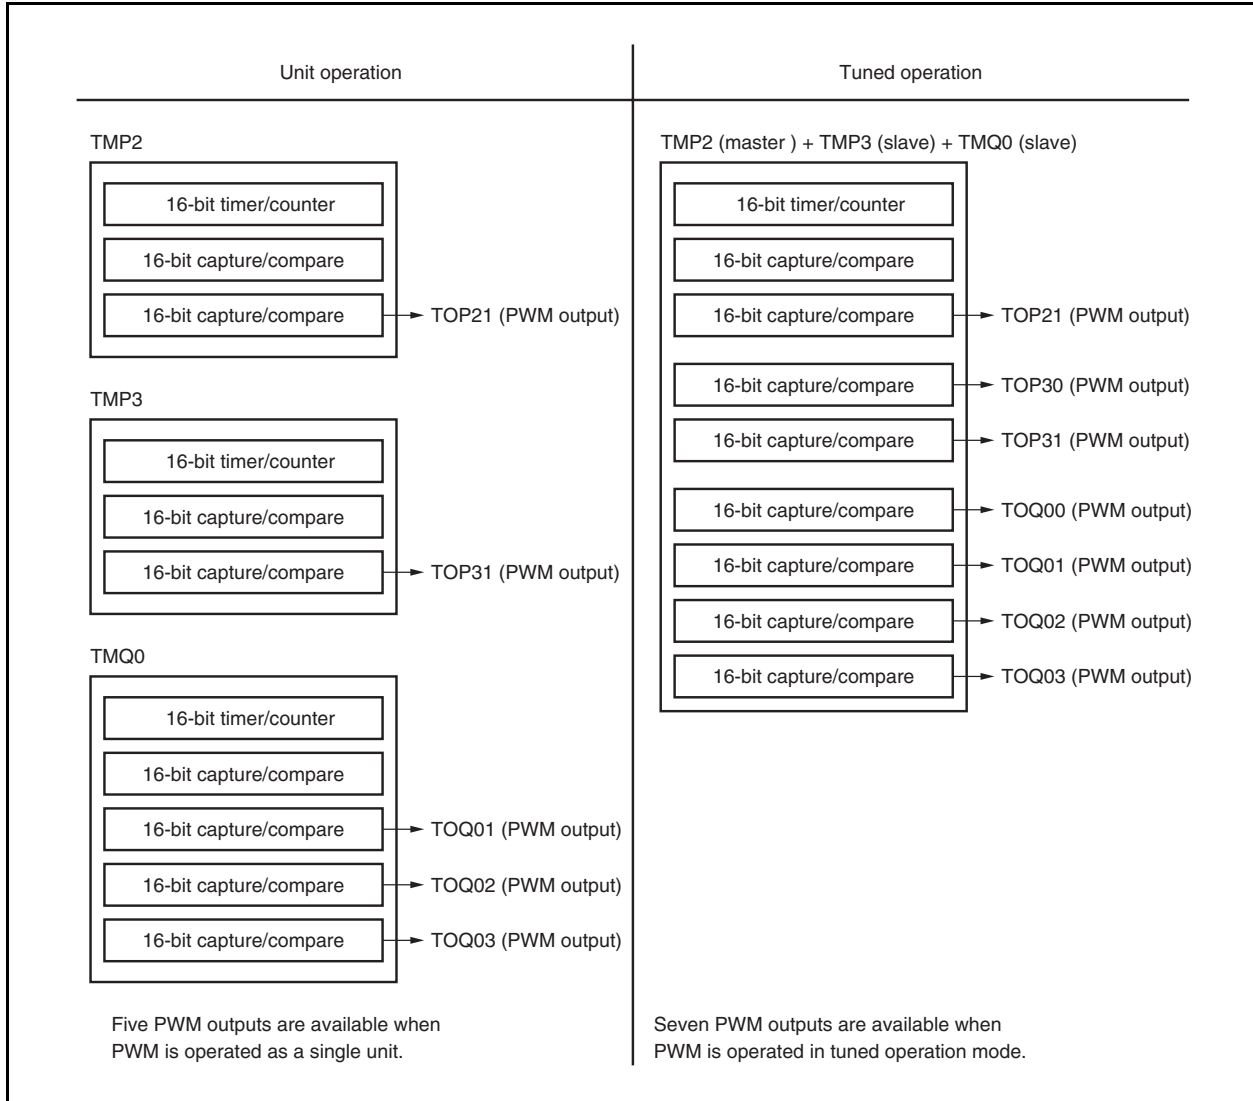 Unit operation
TMP2
16-bit timer/counter
16-bit capture/compare
16-bit capture/compare
TOP21 (PWM output)
TMP3
16-bit timer/counter
16-bit capture/compare
16-bit capture/compare
TOP31 (PWM output)
TMQ0
16-bit timer/counter
16-bit capture/compare
16-bit capture/compare
TOQ01 (PWM output)
16-bit capture/compare
TOQ02 (PWM output)
16-bit capture/compare
TOQ03 (PWM output)
Five PWM outputs are available when
PWM is operated as a single unit.
Tuned operation
TMP2 (master ) + TMP3 (slave) + TMQ0 (slave)
16-bit timer/counter
16-bit capture/compare
16-bit capture/compare
TOP21 (PWM output)
16-bit capture/compare
TOP30 (PWM output)
16-bit capture/compare
TOP31 (PWM output)
16-bit capture/compare
TOQ00 (PWM output)
16-bit capture/compare
TOQ01 (PWM output)
16-bit capture/compare
TOQ02 (PWM output)
16-bit capture/compare
TOQ03 (PWM output)
Seven PWM outputs are available when
PWM is operated in tuned operation mode.